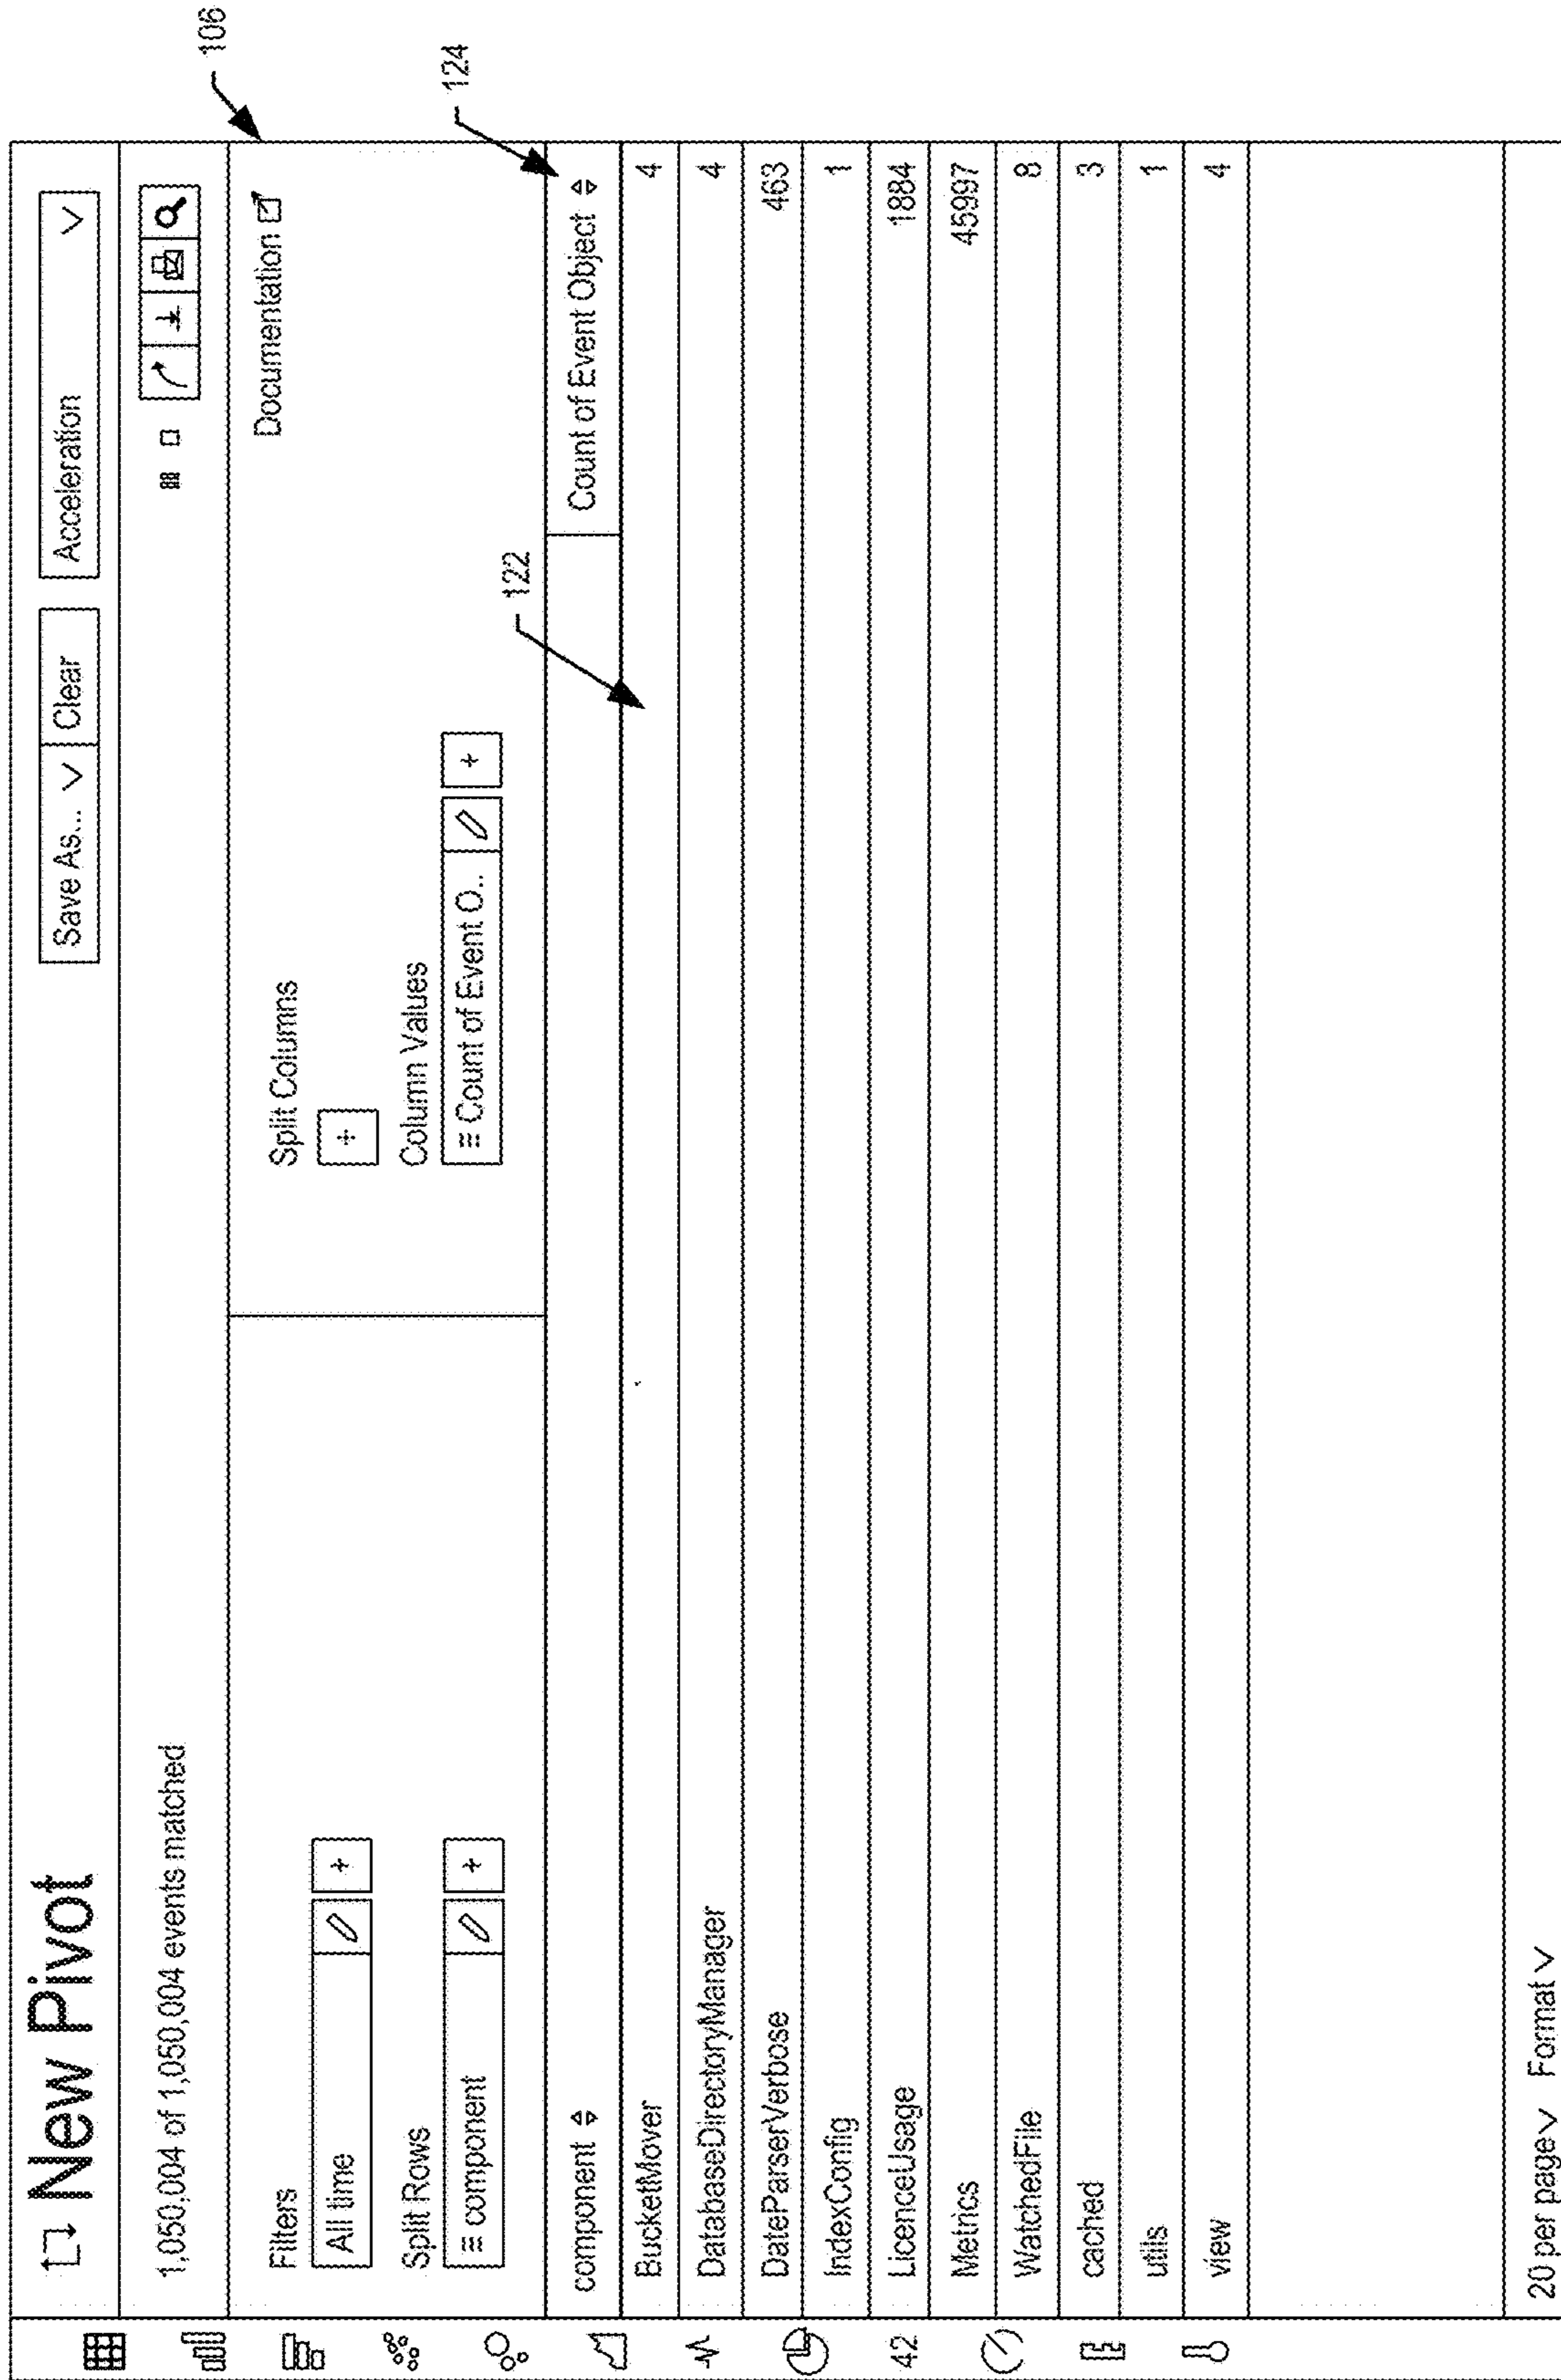 New Pivot
Save As... Clear Acceleration
1,050,004 of 1,050,004 events matched
106
Filters
Split Columns
Documentation
All time
+
+
Split Rows
Column Values
124
component
+
Count of Event O..
+
122
component
Count of Event Object
BucketMover 4
DatabaseDirectoryManager 4
DateParserVerbose 463
IndexConfig 1
42
LicenceUsage 1884
Metrics 45997
WatchedFile 8
cached 3
utils 1
view 4
20 per page Format